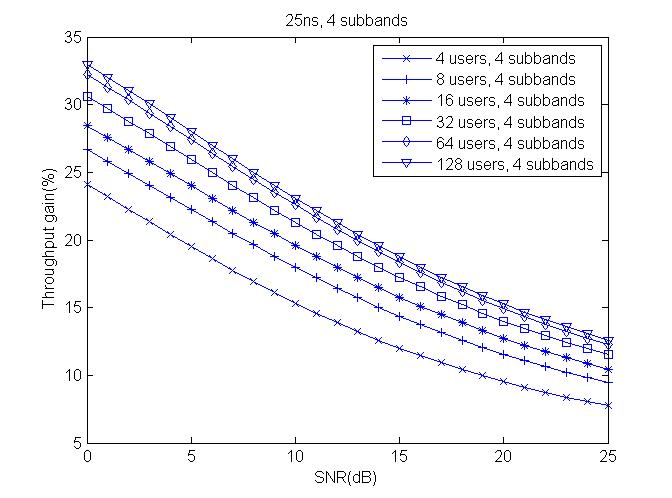 25ns, 4 subbands
35
30
25
20
15
10
5
Throughput gain(%)
4 users, 4 subbands
8 users, 4 subbands
16 users, 4 subbands
32 users, 4 subbands
64 users, 4 subbands
128 users, 4 subbands
0 5 10 15 20 25
SNR(dB)